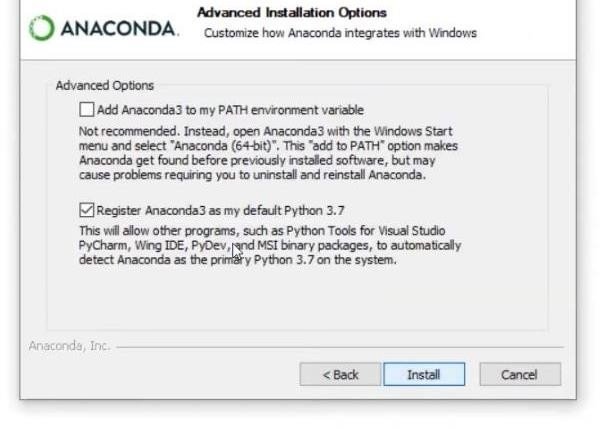 Advanced Installation Options
ANACONDA.
Customize how Anaconda integrates with Windows
Advanced Options
Add Anaconda3 to my PATH environment variable
Not recommended. Instead, open Anaconda3 with the Windows Start
menu and select "Anaconda (64-bit)". This "add to PATH" option makes
Anaconda get found before previously installed software, but may
cause problems requiring you to uninstall and reinstall Anaconda.
Register Anaconda3 as my default Python 3.7
This will allow other programs, such as Python Tools for Visual Studio
PyCharm, Wing IDE, PyDev, and MSI binary packages, to automatically
detect Anaconda as the primary Python 3.7 on the system.
Anaconda, Inc.
< Back
Install
Cancel